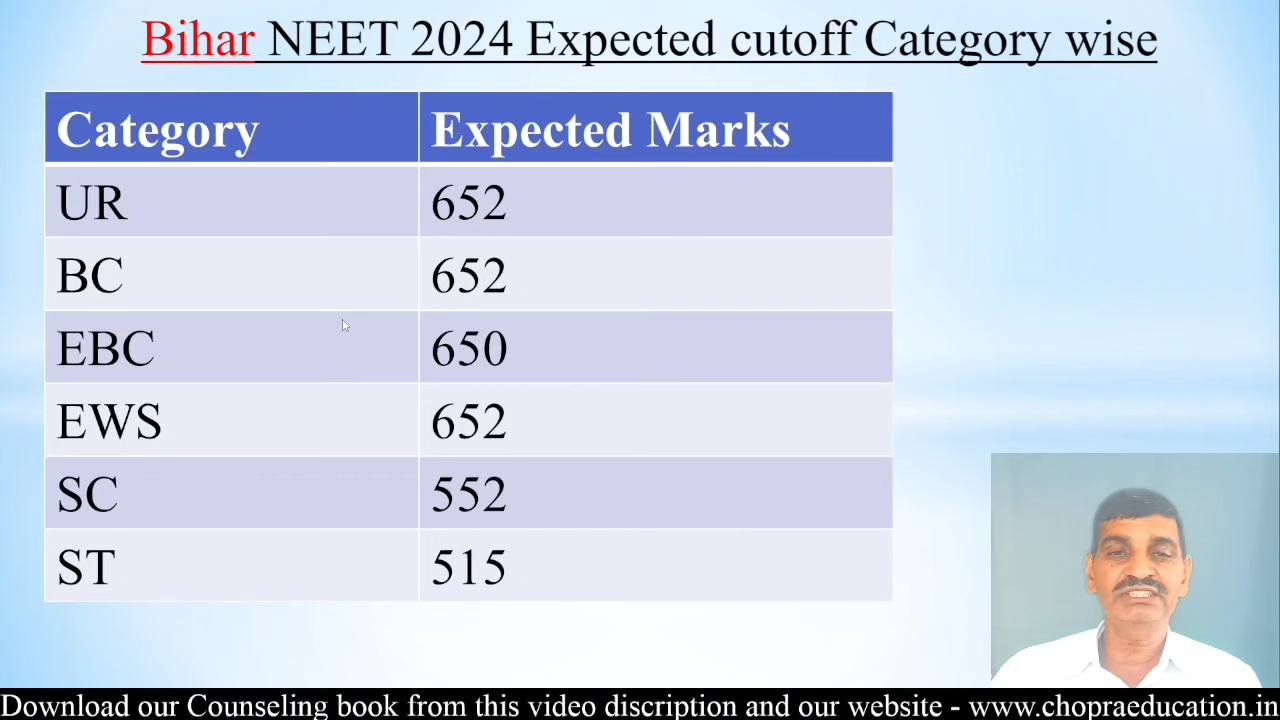 Bihar NEET 2024 Expected cutoff Category wise
Category Expected Marks
UR 652
BC 652
EBC 650
EWS 652
SC 552
ST 515
Download our Counseling book from this video discription and our website - www.chopraeducation.in